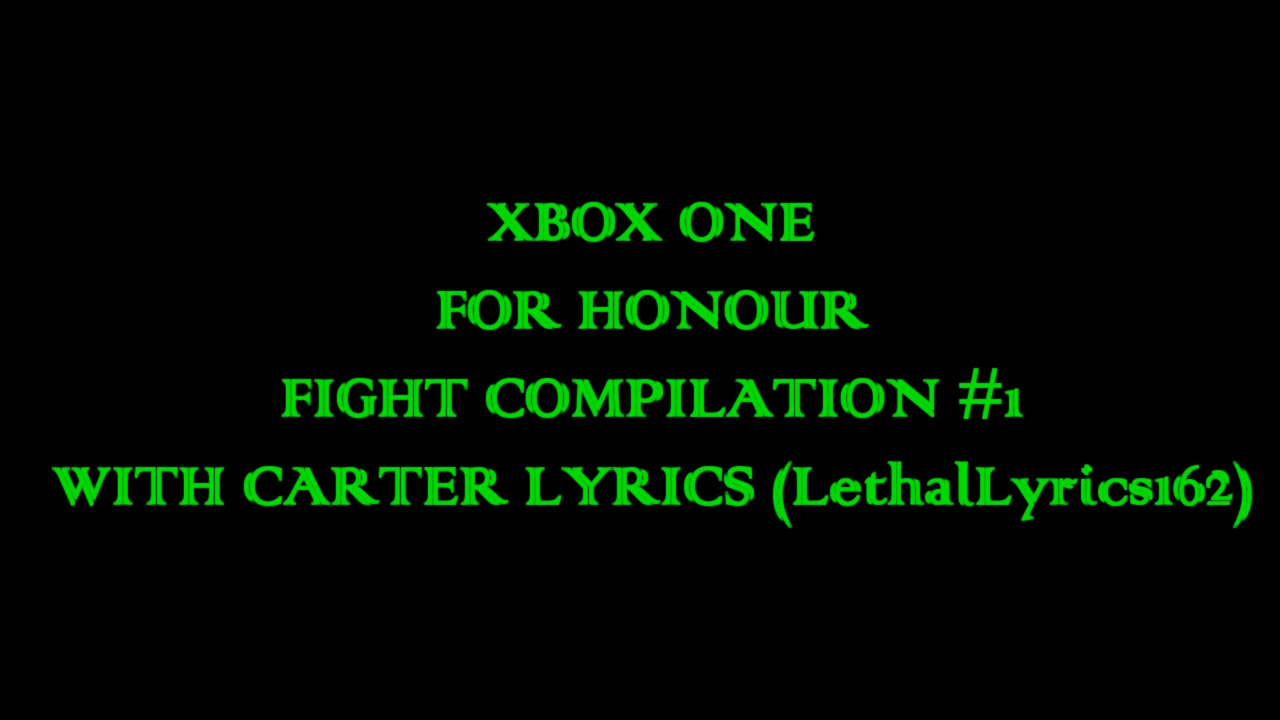 XBOX ONE
FOR HONOUR
FIGHT COMPILATION #1
WITH CARTER LYRICS (LethalLyrics162)